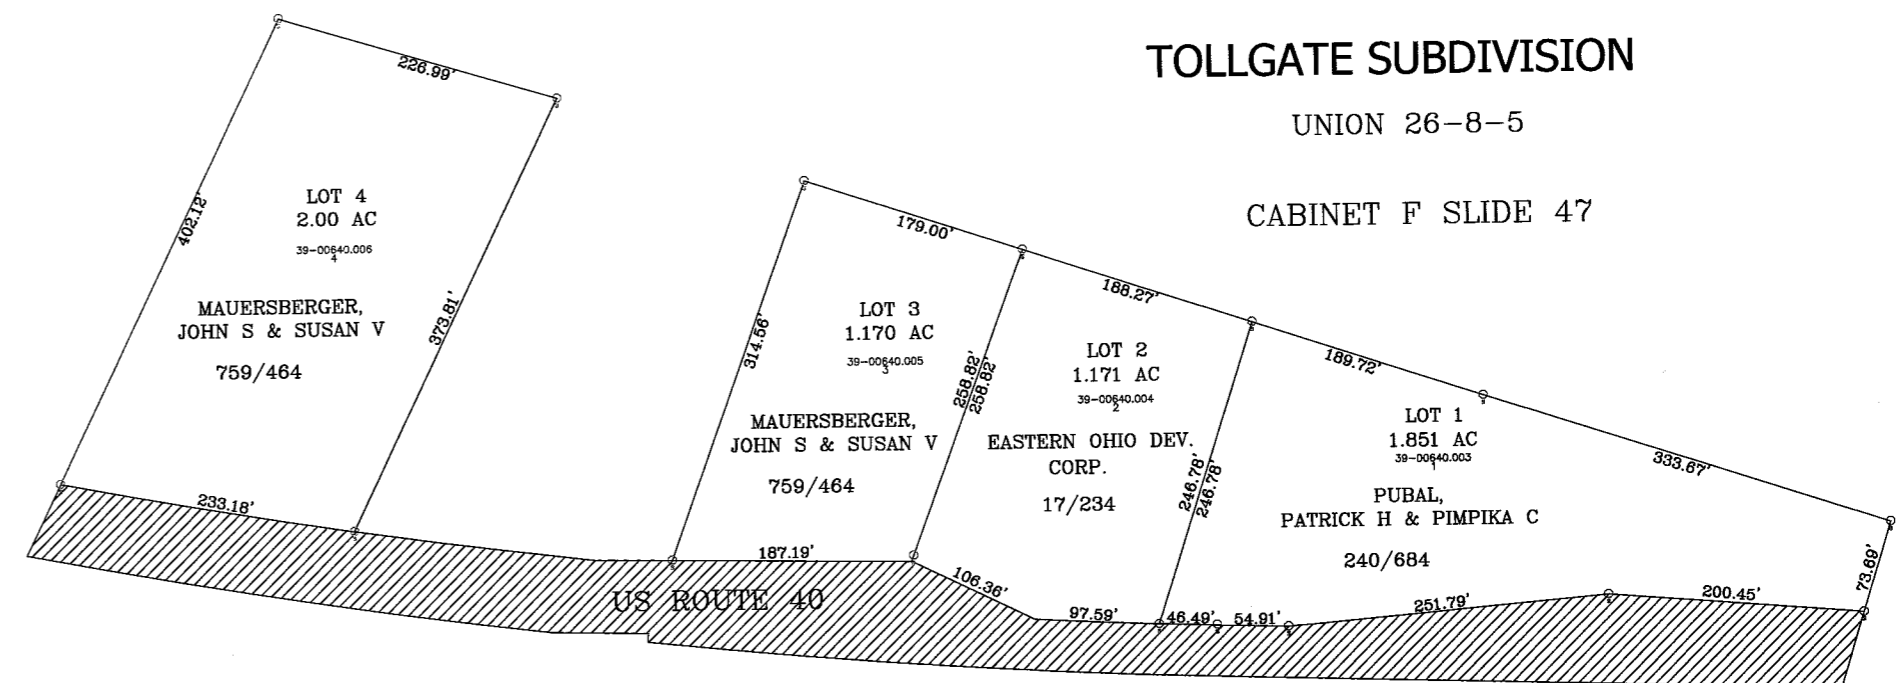 TOLLGATE SUBDIVISION
UNION 26-8-5
CABINET F SLIDE 47
226.99'
402.12'
LOT 4
2.00 AC
39-00640.006
4
MAUERSBERGER,
JOHN S & SUSAN V
759/464
373.81'
233.18'
179.00'
314.56'
LOT 3
1.170 AC
39-00640.005
3
MAUERSBERGER,
JOHN S & SUSAN V
759/464
258.82'
258.82'
187.19'
188.27'
LOT 2
1.171 AC
39-00640.004
2
EASTERN OHIO DEV.
CORP.
17/234
246.78'
246.78'
106.36'
97.59'
189.72'
333.67'
LOT 1
1.851 AC
39-00640.003
1
PUBAL,
PATRICK H & PIMPIKA C
240/684
73.69'
46.49'
54.91'
251.79'
200.45'
US ROUTE 40